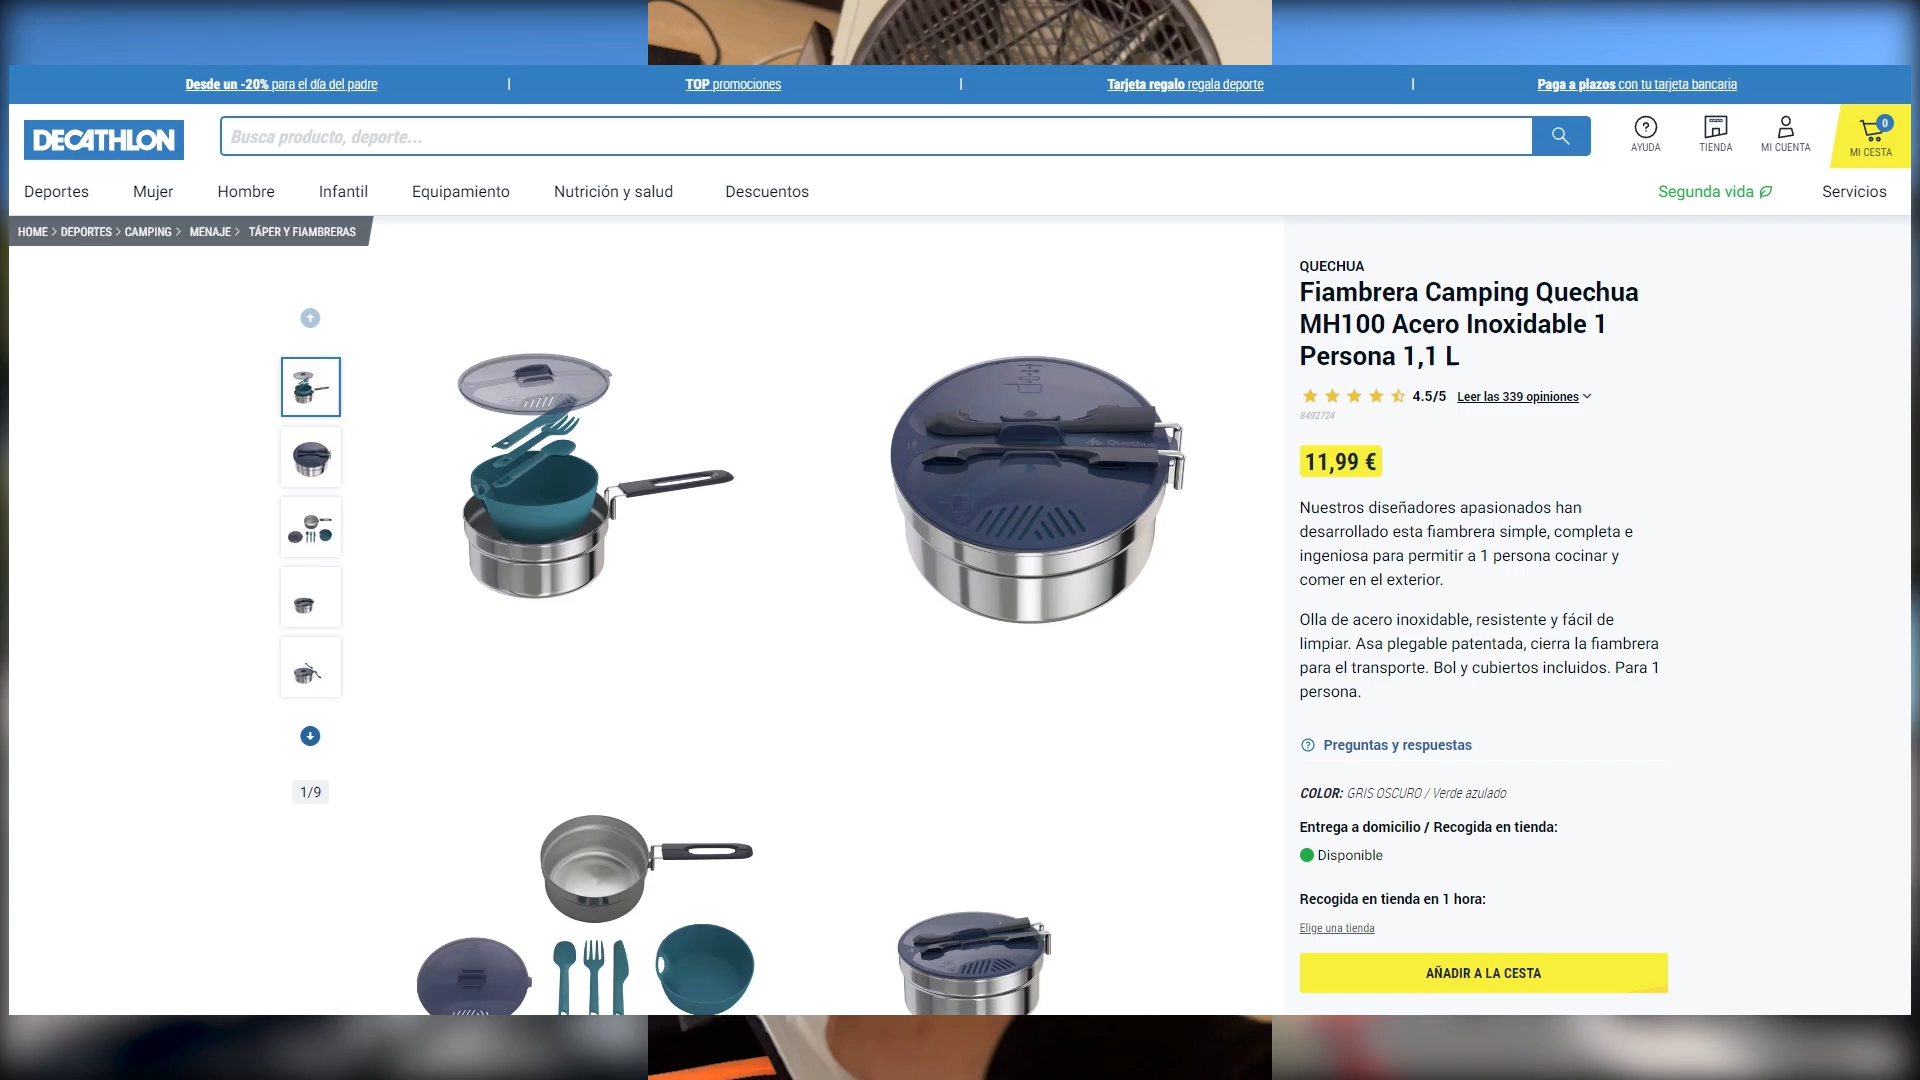 Desde un -20% para el día del padre
TOP promociones
Tarjeta regalo regala deporte
Paga a plazos con tu tarjeta bancaria
DECATHLON
Busca producto, deporte...
AYUDA
TIENDA
MI CUENTA
0
MI CESTA
Deportes
Mujer
Hombre
Infantil
Equipamiento
Nutrición y salud
Descuentos
Segunda vida
Servicios
HOME > DEPORTES > CAMPING > MENAJE > TÁPER Y FIAMBRERAS
QUECHUA
Fiambrera Camping Quechua
MH100 Acero Inoxidable 1
Persona 1,1 L
4.5/5 Leer las 339 opiniones
8492724
11,99 €
Nuestros diseñadores apasionados han
desarrollado esta fiambrera simple, completa e
ingeniosa para permitir a 1 persona cocinar y
comer en el exterior.
Olla de acero inoxidable, resistente y fácil de
limpiar. Asa plegable patentada, cierra la fiambrera
para el transporte. Bol y cubiertos incluidos. Para 1
persona.
Preguntas y respuestas
COLOR: GRIS OSCURO / Verde azulado
Entrega a domicilio / Recogida en tienda:
Disponible
Recogida en tienda en 1 hora:
Elige una tienda
AÑADIR A LA CESTA
1/9
Quechua